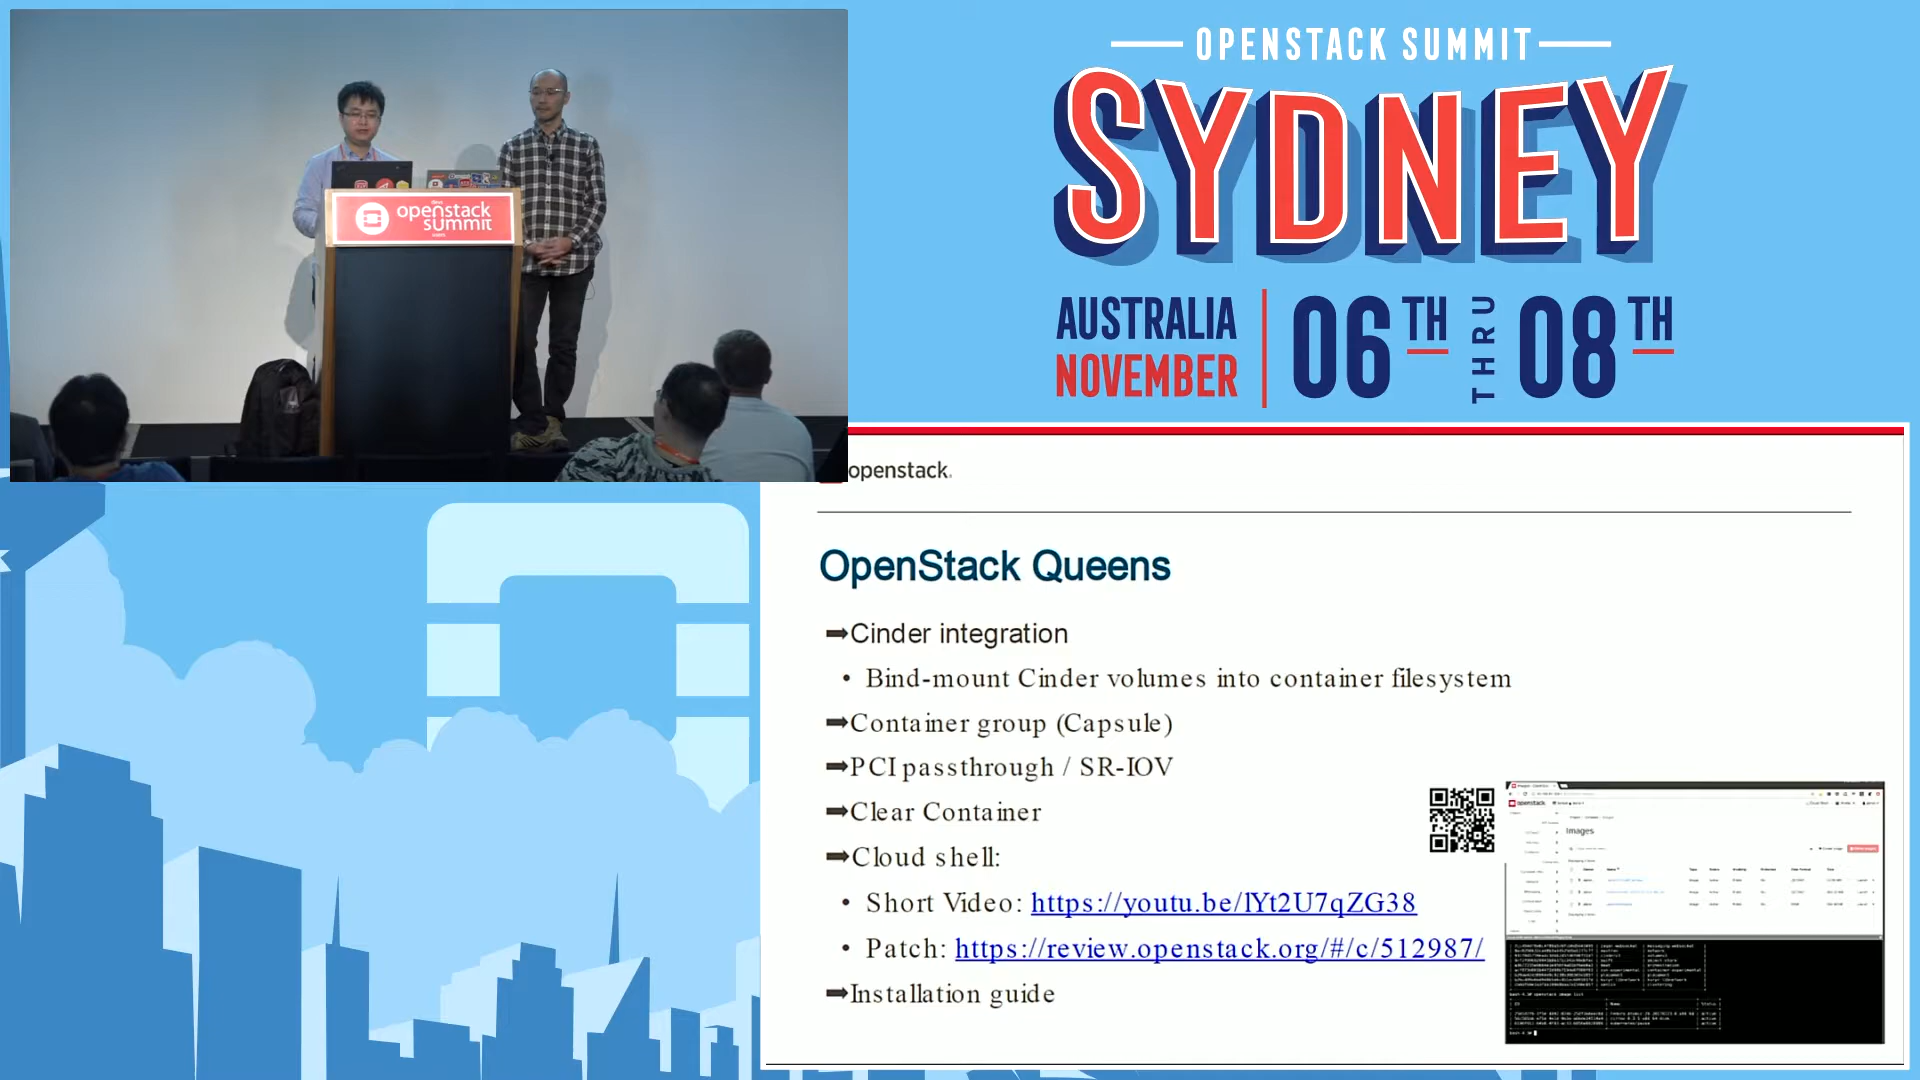 OPENSTACK SUMMIT
SYDNEY
AUSTRALIA
NOVEMBER
06TH THRU 08TH
openstack
summit
openstack.
OpenStack Queens
➡Cinder integration
• Bind-mount Cinder volumes into container filesystem
➡Container group (Capsule)
➡PCI passthrough / SR-IOV
➡Clear Container
➡Cloud shell:
• Short Video: https://youtu.be/lYt2U7qZG38
• Patch: https://review.openstack.org/#/c/512987/
➡Installation guide
openstack
Images